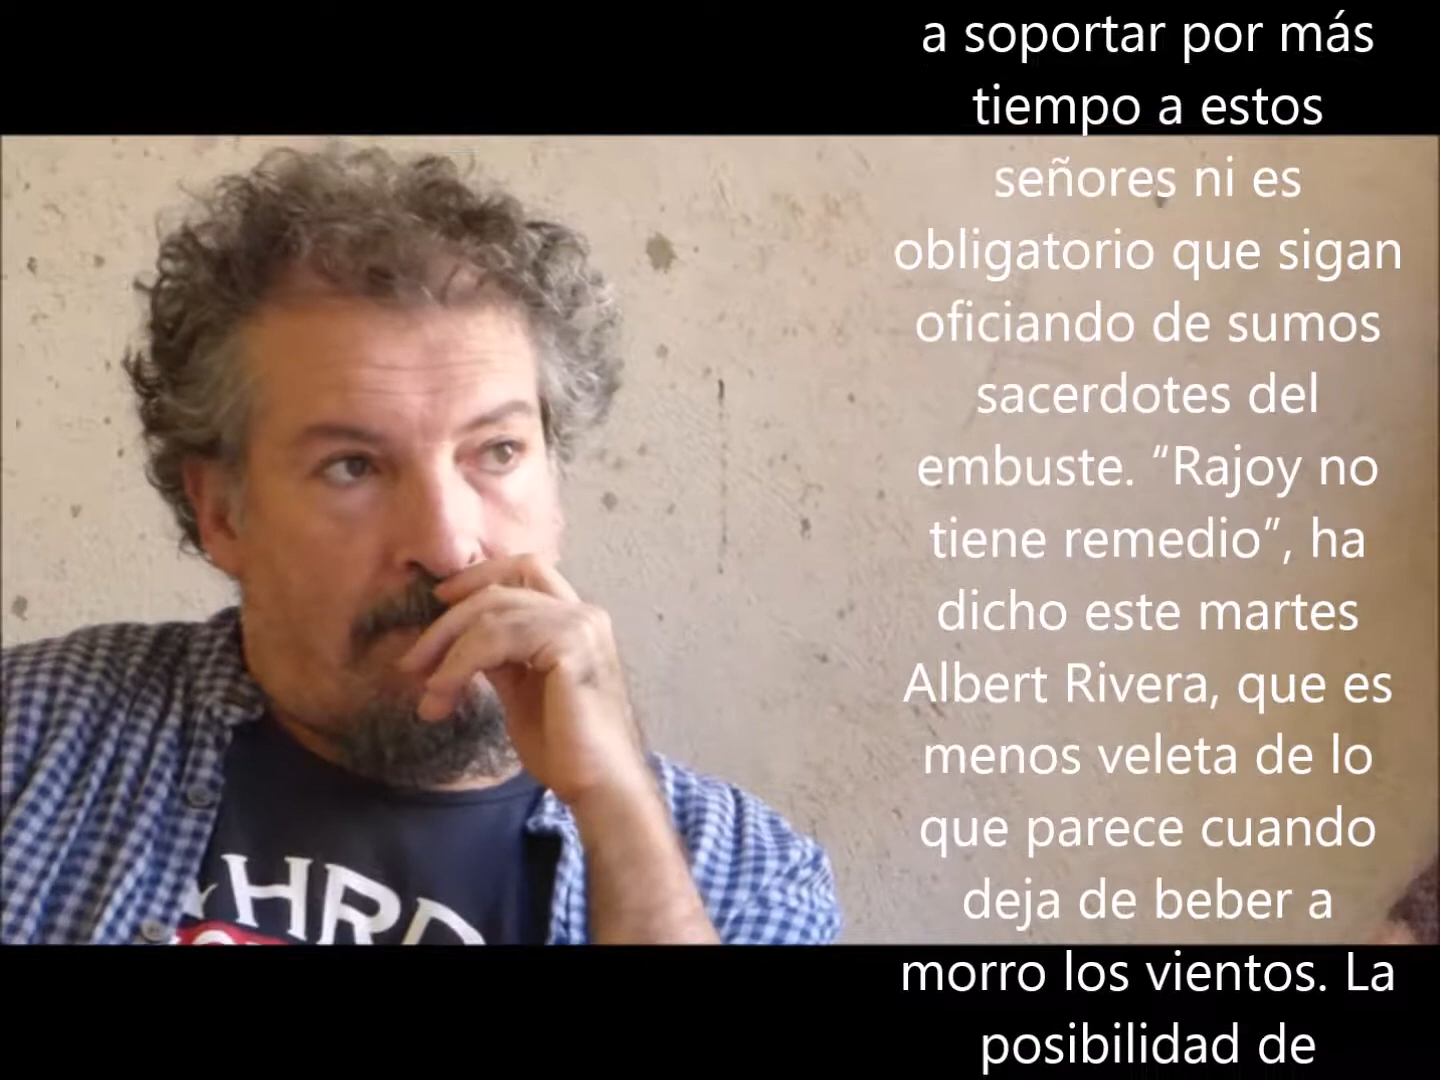 a soportar por más
tiempo a estos
señores ni es
obligatorio que sigan
oficiando de sumos
sacerdotes del
embuste. “Rajoy no
tiene remedio”, ha
dicho este martes
Albert Rivera, que es
menos veleta de lo
que parece cuando
deja de beber a
morro los vientos. La
posibilidad de